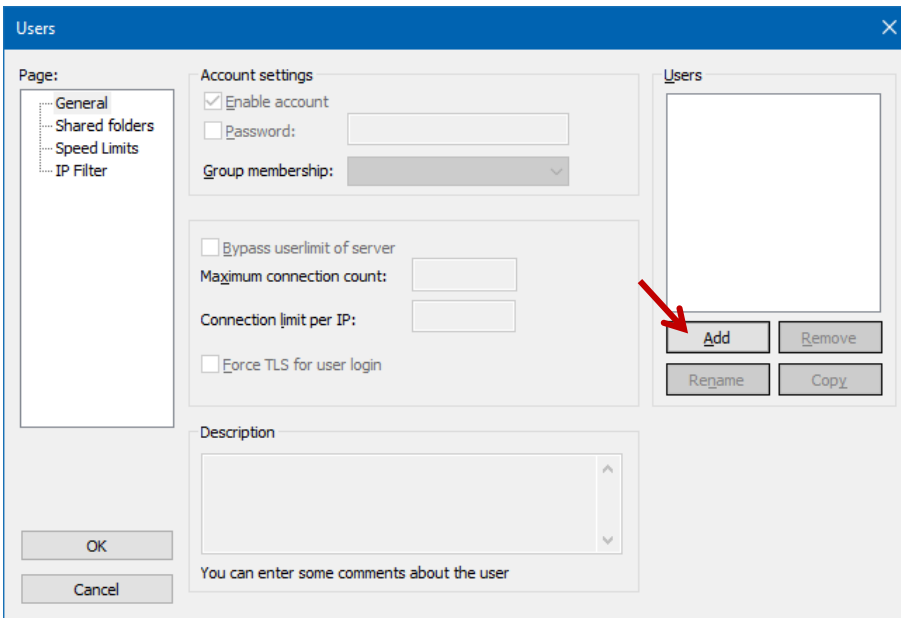 Users
Page:
General
Shared folders
Speed Limits
IP Filter
OK
Cancel
Account settings
Enable account
Password:
Group membership:
Bypass userlimit of server
Maximum connection count:
Connection limit per IP:
Force TLS for user login
Description
You can enter some comments about the user
Users
Add Remove
Rename Copy